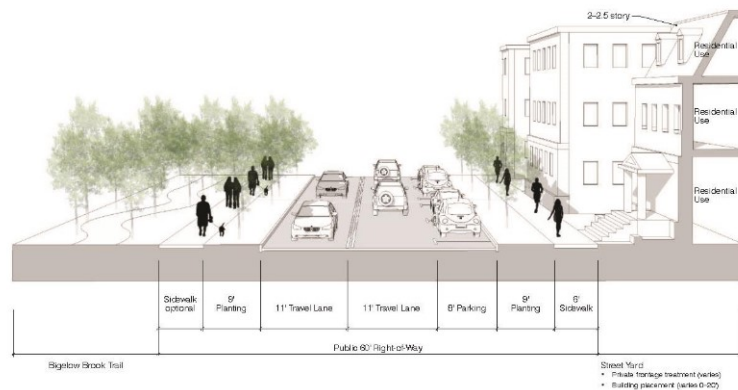 2-2.5 story
Residential
Use
Residential
Use
Residential
Use
Sidewalk
optional
9'
Planting
11' Travel Lane
11' Travel Lane
8' Parking
9'
Planting
6'
Sidewalk
Public 60' Right-of-Way
Bigelow Brook Trail
Street Yard
• Private frontage treatment (varies)
• Building placement (varies 0-20')